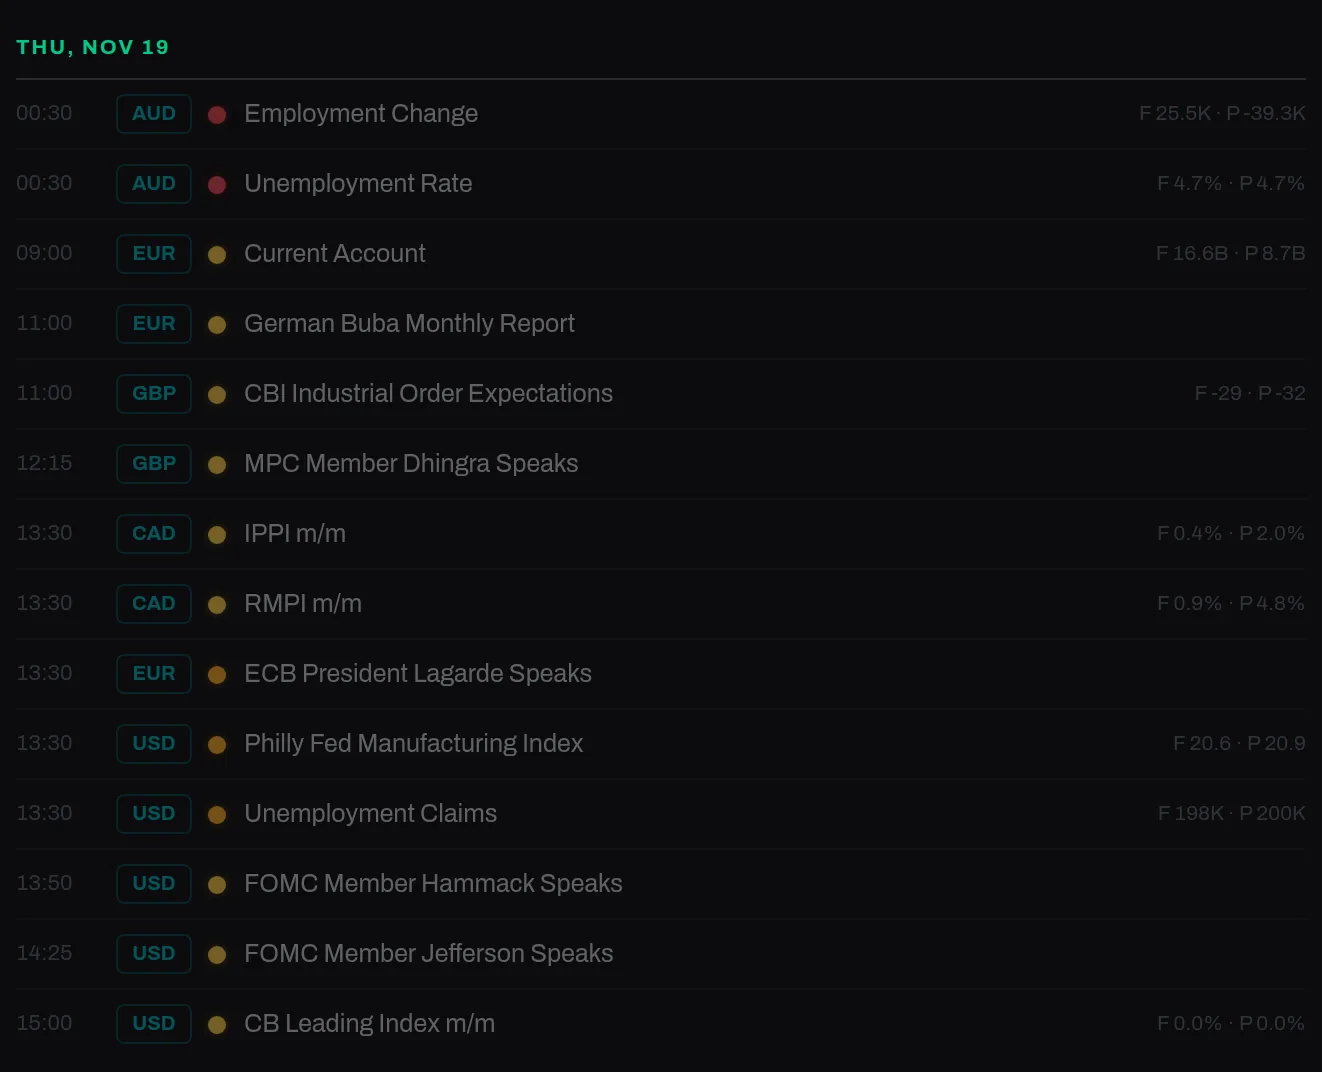 THU, NOV 19
00:30 AUD Employment Change F 25.5K · P -39.3K
00:30 AUD Unemployment Rate F 4.7% · P 4.7%
09:00 EUR Current Account F 16.6B · P 8.7B
11:00 EUR German Buba Monthly Report
11:00 GBP CBI Industrial Order Expectations F -29 · P -32
12:15 GBP MPC Member Dhingra Speaks
13:30 CAD IPPI m/m F 0.4% · P 2.0%
13:30 CAD RMPI m/m F 0.9% · P 4.8%
13:30 EUR ECB President Lagarde Speaks
13:30 USD Philly Fed Manufacturing Index F 20.6 · P 20.9
13:30 USD Unemployment Claims F 198K · P 200K
13:50 USD FOMC Member Hammack Speaks
14:25 USD FOMC Member Jefferson Speaks
15:00 USD CB Leading Index m/m F 0.0% · P 0.0%